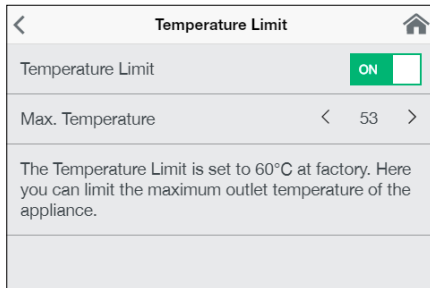 Temperature Limit
Temperature Limit ON
Max. Temperature 53
The Temperature Limit is set to 60°C at factory. Here
you can limit the maximum outlet temperature of the
appliance.